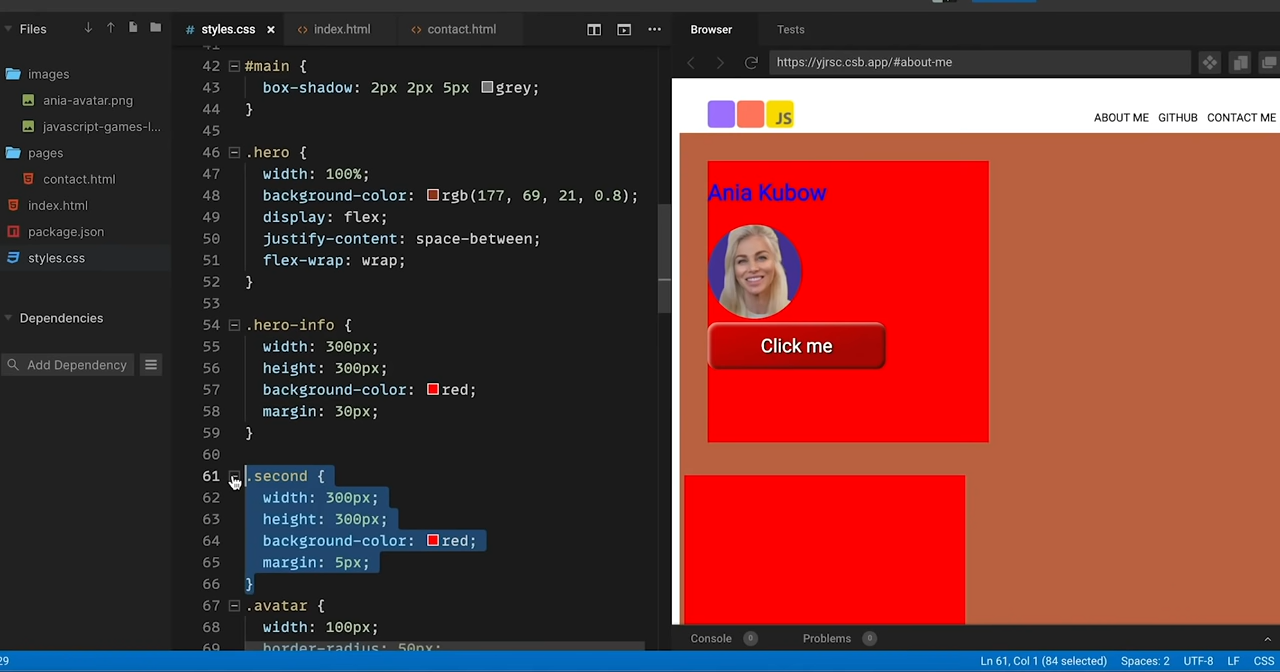 Files
images
ania-avatar.png
javascript-games-l...
pages
contact.html
index.html
package.json
styles.css
Dependencies
Add Dependency
# styles.css × <> index.html <> contact.html
41
42 #main {
43 box-shadow: 2px 2px 5px grey;
44 }
45
46 .hero {
47 width: 100%;
48 background-color: rgb(177, 69, 21, 0.8);
49 display: flex;
50 justify-content: space-between;
51 flex-wrap: wrap;
52 }
53
54 .hero-info {
55 width: 300px;
56 height: 300px;
57 background-color: red;
58 margin: 30px;
59 }
60
61 .second {
62 width: 300px;
63 height: 300px;
64 background-color: red;
65 margin: 5px;
66 }
67 .avatar {
68 width: 100px;
69 border-radius: 50px;
Browser Tests
https://yjrsc.csb.app/#about-me
JS
ABOUT ME GITHUB CONTACT ME
Ania Kubow
Click me
Console 0 Problems 0
29 Ln 61, Col 1 (84 selected) Spaces: 2 UTF-8 LF CSS